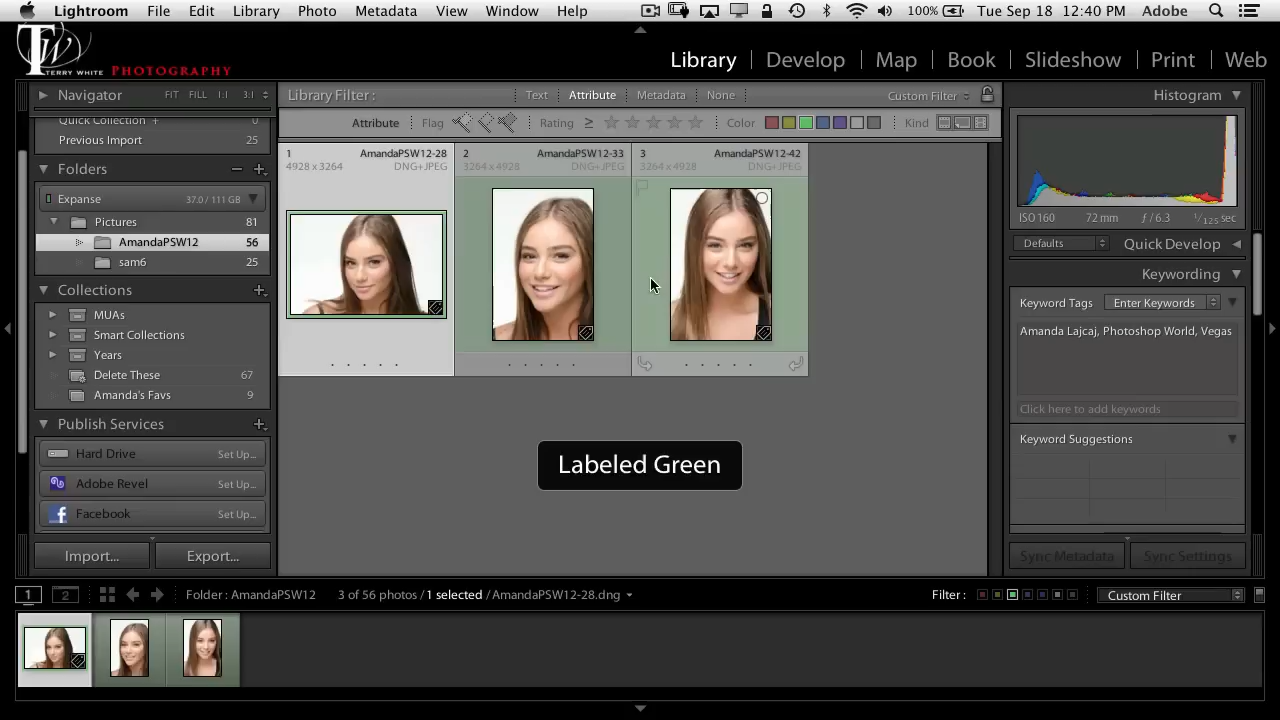 Lightroom File Edit Library Photo Metadata View Window Help 100% Tue Sep 18 12:40 PM Adobe
TW
TERRY WHITE PHOTOGRAPHY
Library Develop Map Book Slideshow Print Web
Navigator FIT FILL 1:1 3:1
Library Filter : Text Attribute Metadata None Custom Filter
Histogram
Quick Collection + 0
Previous Import 25
Attribute Flag Rating ≥ Color Kind
Folders
Expanse 37.0 / 111 GB
Pictures 81
AmandaPSW12 56
sam6 25
1 AmandaPSW12-28
4928 x 3264 DNG+JPEG
2 AmandaPSW12-33
3264 x 4928 DNG+JPEG
3 AmandaPSW12-42
3264 x 4928 DNG+JPEG
ISO 160 72 mm ƒ / 6.3 1/125 sec
Defaults Quick Develop
Keywording
Keyword Tags Enter Keywords
Amanda Lajcaj, Photoshop World, Vegas
Click here to add keywords
Keyword Suggestions
Collections
MUAs
Smart Collections
Years
Delete These 67
Amanda's Favs 9
Publish Services
Hard Drive Set Up...
Adobe Revel Set Up...
Facebook Set Up...
Labeled Green
Import... Export...
Sync Metadata Sync Settings
1 2 Folder : AmandaPSW12 3 of 56 photos / 1 selected / AmandaPSW12-28.dng Filter : Custom Filter